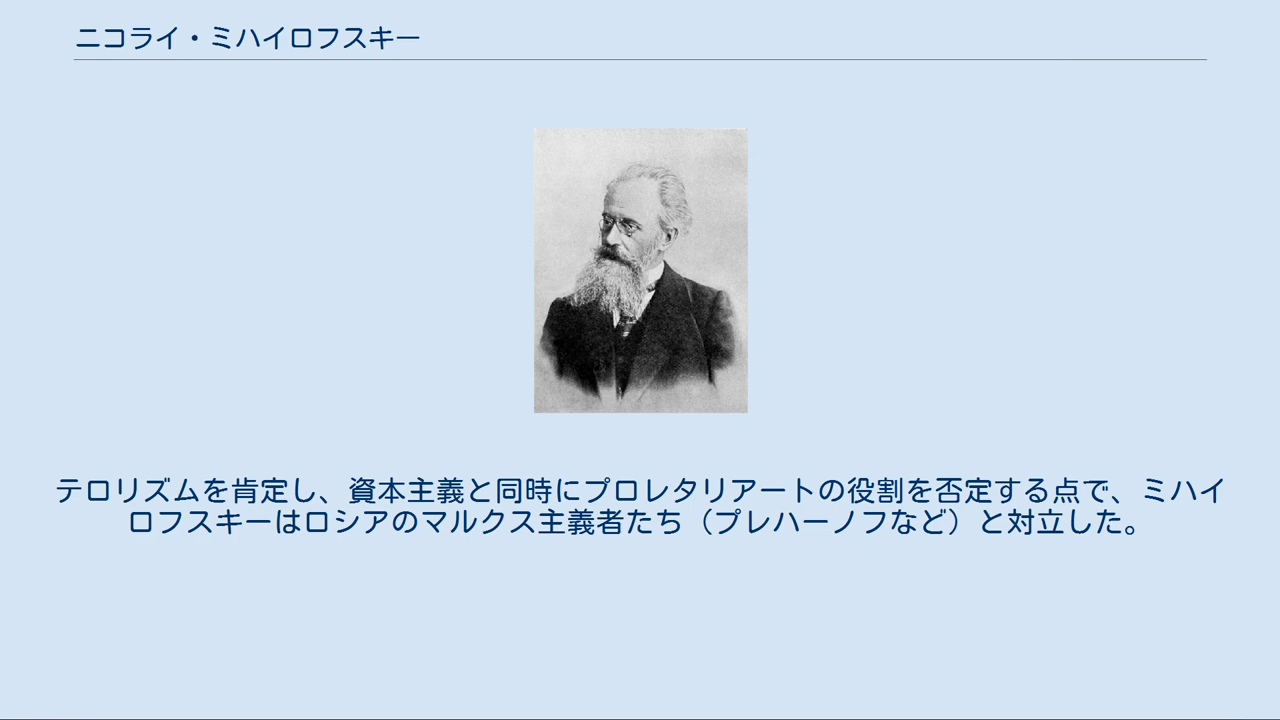 ニコライ・ミハイロフスキー
テロリズムを肯定し、資本主義と同時にプロレタリアートの役割を否定する点で、ミハイ
ロフスキーはロシアのマルクス主義者たち（プレハーノフなど）と対立した。